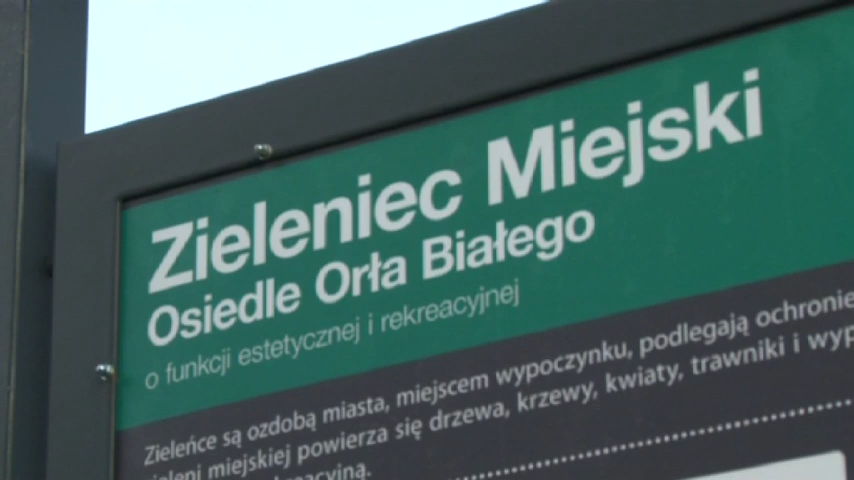 Zieleniec Miejski
Osiedle Orła Białego
o funkcji estetycznej i rekreacyjnej
Zieleńce są ozdobą miasta, miejscem wypoczynku, podlegają ochronie
miejskiej powierza się drzewa, krzewy, kwiaty, trawniki i